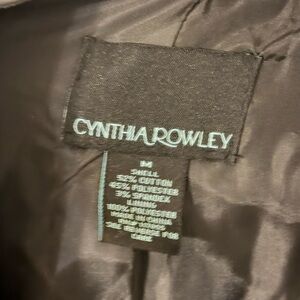 CYNTHIA ROWLEY
M
SHELL
52% COTTON
45% POLYESTER
3% SPANDEX
LINING
100% POLYESTER
MADE IN CHINA
SEE REVERSE FOR
CARE